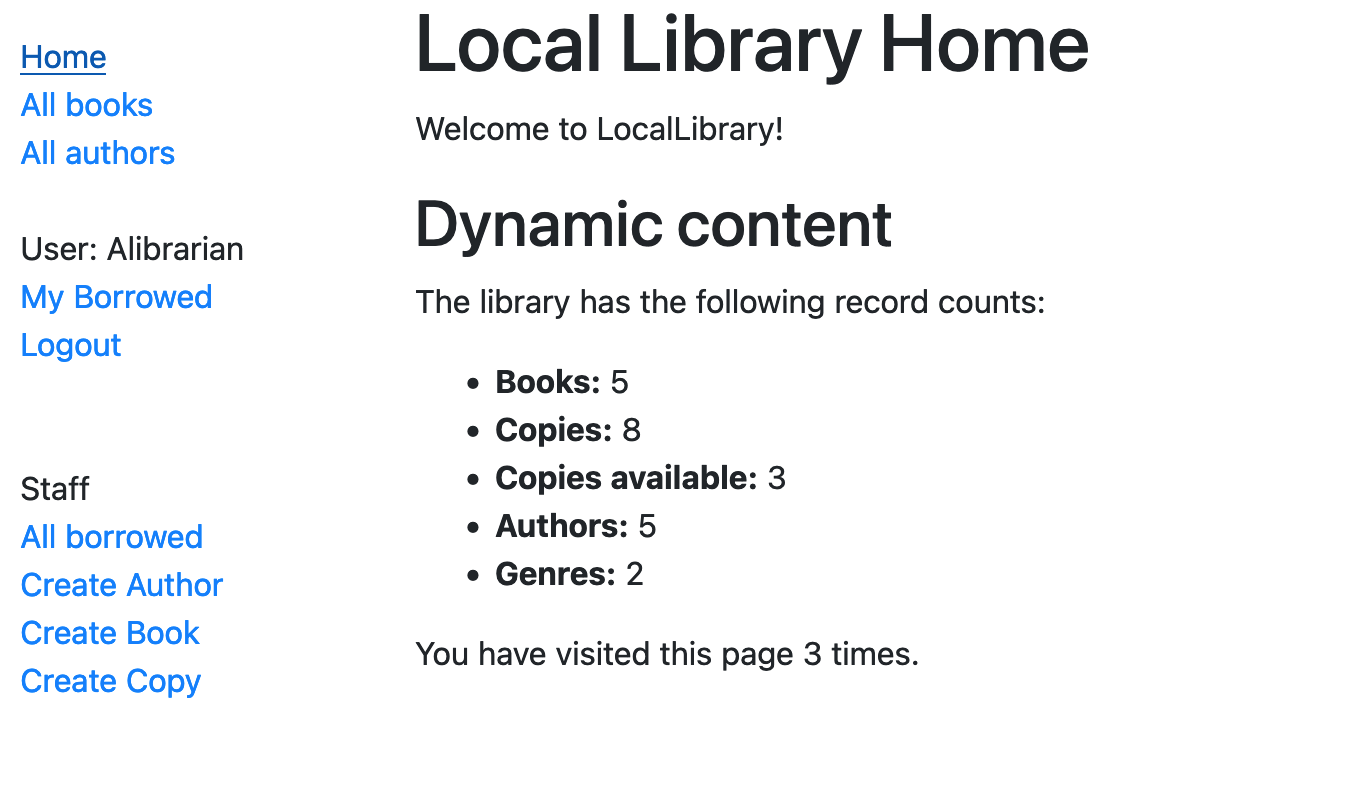 Home
All books
All authors
User: Alibrarian
My Borrowed
Logout
Staff
All borrowed
Create Author
Create Book
Create Copy
Local Library Home
Welcome to LocalLibrary!
Dynamic content
The library has the following record counts:
Books: 5
Copies: 8
Copies available: 3
Authors: 5
Genres: 2
You have visited this page 3 times.